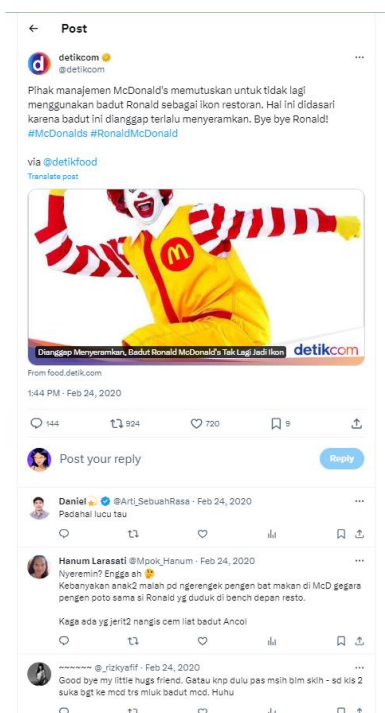 ← Post
detikcom
@detikcom
Pihak manajemen McDonald's memutuskan untuk tidak lagi
menggunakan badut Ronald sebagai ikon restoran. Hal ini didasari
karena badut ini dianggap terlalu menyeramkan. Bye bye Ronald!
#McDonalds #RonaldMcDonald
via @detikfood
Translate post
Dianggap Menyeramkan, Badut Ronald McDonald's Tak Lagi Jadi Ikon
detikcom
From food.detik.com
1:44 PM · Feb 24, 2020
144 924 720 9
Post your reply
Reply
Daniel @Arti_SebuahRasa · Feb 24, 2020
Padahal lucu tau
Hanum Larasati @Mpok_Hanum · Feb 24, 2020
Nyeremin? Engga ah
Kebanyakan anak2 malah pd ngerengek pengen bat makan di McD gegara
pengen poto sama si Ronald yg duduk di bench depan resto.
Kaga ada yg jerit2 nangis cem liat badut Ancol
~~~~~~ @_rizkyafif · Feb 24, 2020
Good bye my little hugs friend. Gatau knp dulu pas msih blm sklh - sd kls 2
suka bgt ke mcd trs mluk badut mcd. Huhu